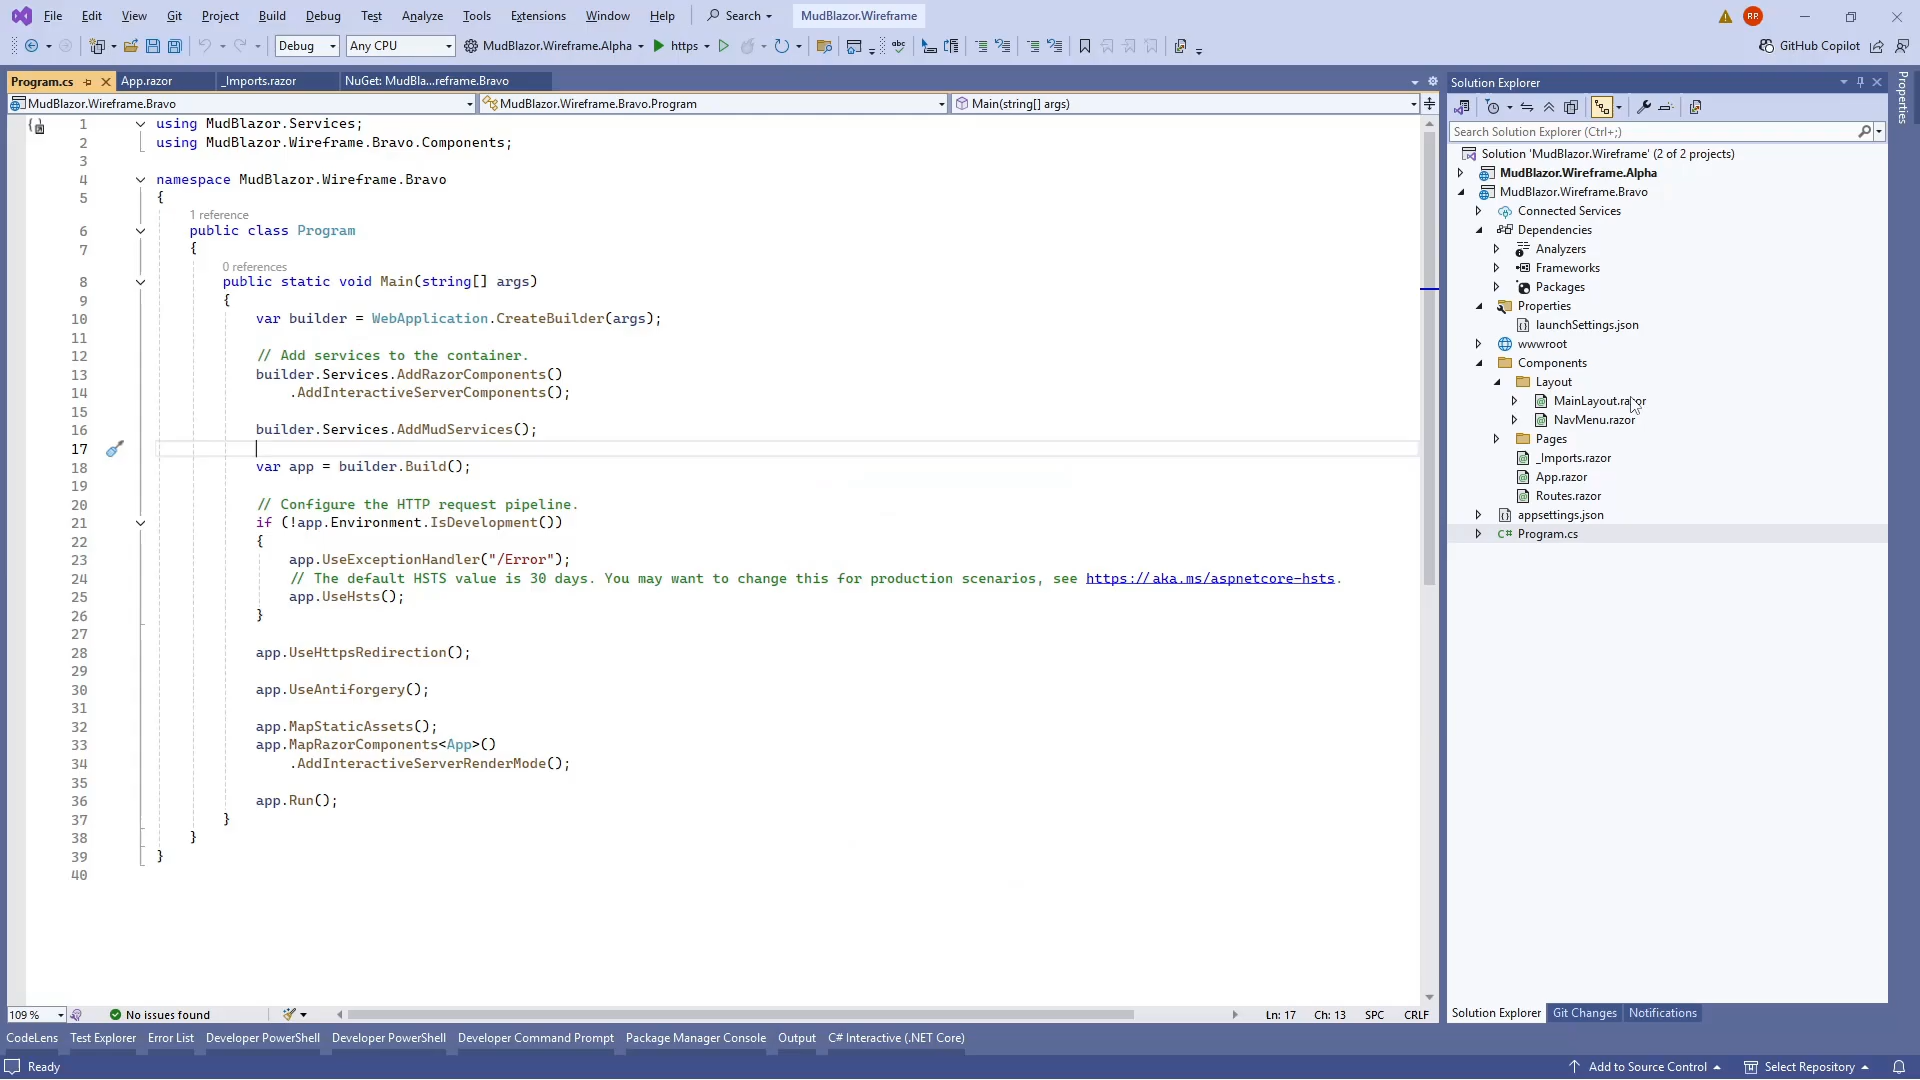 File Edit View Git Project Build Debug Test Analyze Tools Extensions Window Help Search MudBlazor.Wireframe RR
Debug Any CPU MudBlazor.Wireframe.Alpha https abc GitHub Copilot
Program.cs App.razor _Imports.razor NuGet: MudBla...reframe.Bravo
MudBlazor.Wireframe.Bravo MudBlazor.Wireframe.Bravo.Program Main(string[] args)
1 using MudBlazor.Services;
2 using MudBlazor.Wireframe.Bravo.Components;
3
4 namespace MudBlazor.Wireframe.Bravo
5 {
1 reference
6 public class Program
7 {
0 references
8 public static void Main(string[] args)
9 {
10 var builder = WebApplication.CreateBuilder(args);
11
12 // Add services to the container.
13 builder.Services.AddRazorComponents()
14 .AddInteractiveServerComponents();
15
16 builder.Services.AddMudServices();
17
18 var app = builder.Build();
19
20 // Configure the HTTP request pipeline.
21 if (!app.Environment.IsDevelopment())
22 {
23 app.UseExceptionHandler("/Error");
24 // The default HSTS value is 30 days. You may want to change this for production scenarios, see https://aka.ms/aspnetcore-hsts.
25 app.UseHsts();
26 }
27
28 app.UseHttpsRedirection();
29
30 app.UseAntiforgery();
31
32 app.MapStaticAssets();
33 app.MapRazorComponents<App>()
34 .AddInteractiveServerRenderMode();
35
36 app.Run();
37 }
38 }
39 }
40
109 % No issues found Ln: 17 Ch: 13 SPC CRLF
CodeLens Test Explorer Error List Developer PowerShell Developer PowerShell Developer Command Prompt Package Manager Console Output C# Interactive (.NET Core)
Ready
Solution Explorer
Search Solution Explorer (Ctrl+;)
Solution 'MudBlazor.Wireframe' (2 of 2 projects)
MudBlazor.Wireframe.Alpha
MudBlazor.Wireframe.Bravo
Connected Services
Dependencies
Analyzers
Frameworks
Packages
Properties
launchSettings.json
wwwroot
Components
Layout
MainLayout.razor
NavMenu.razor
Pages
_Imports.razor
App.razor
Routes.razor
appsettings.json
C# Program.cs
Solution Explorer Git Changes Notifications
Add to Source Control Select Repository
Properties